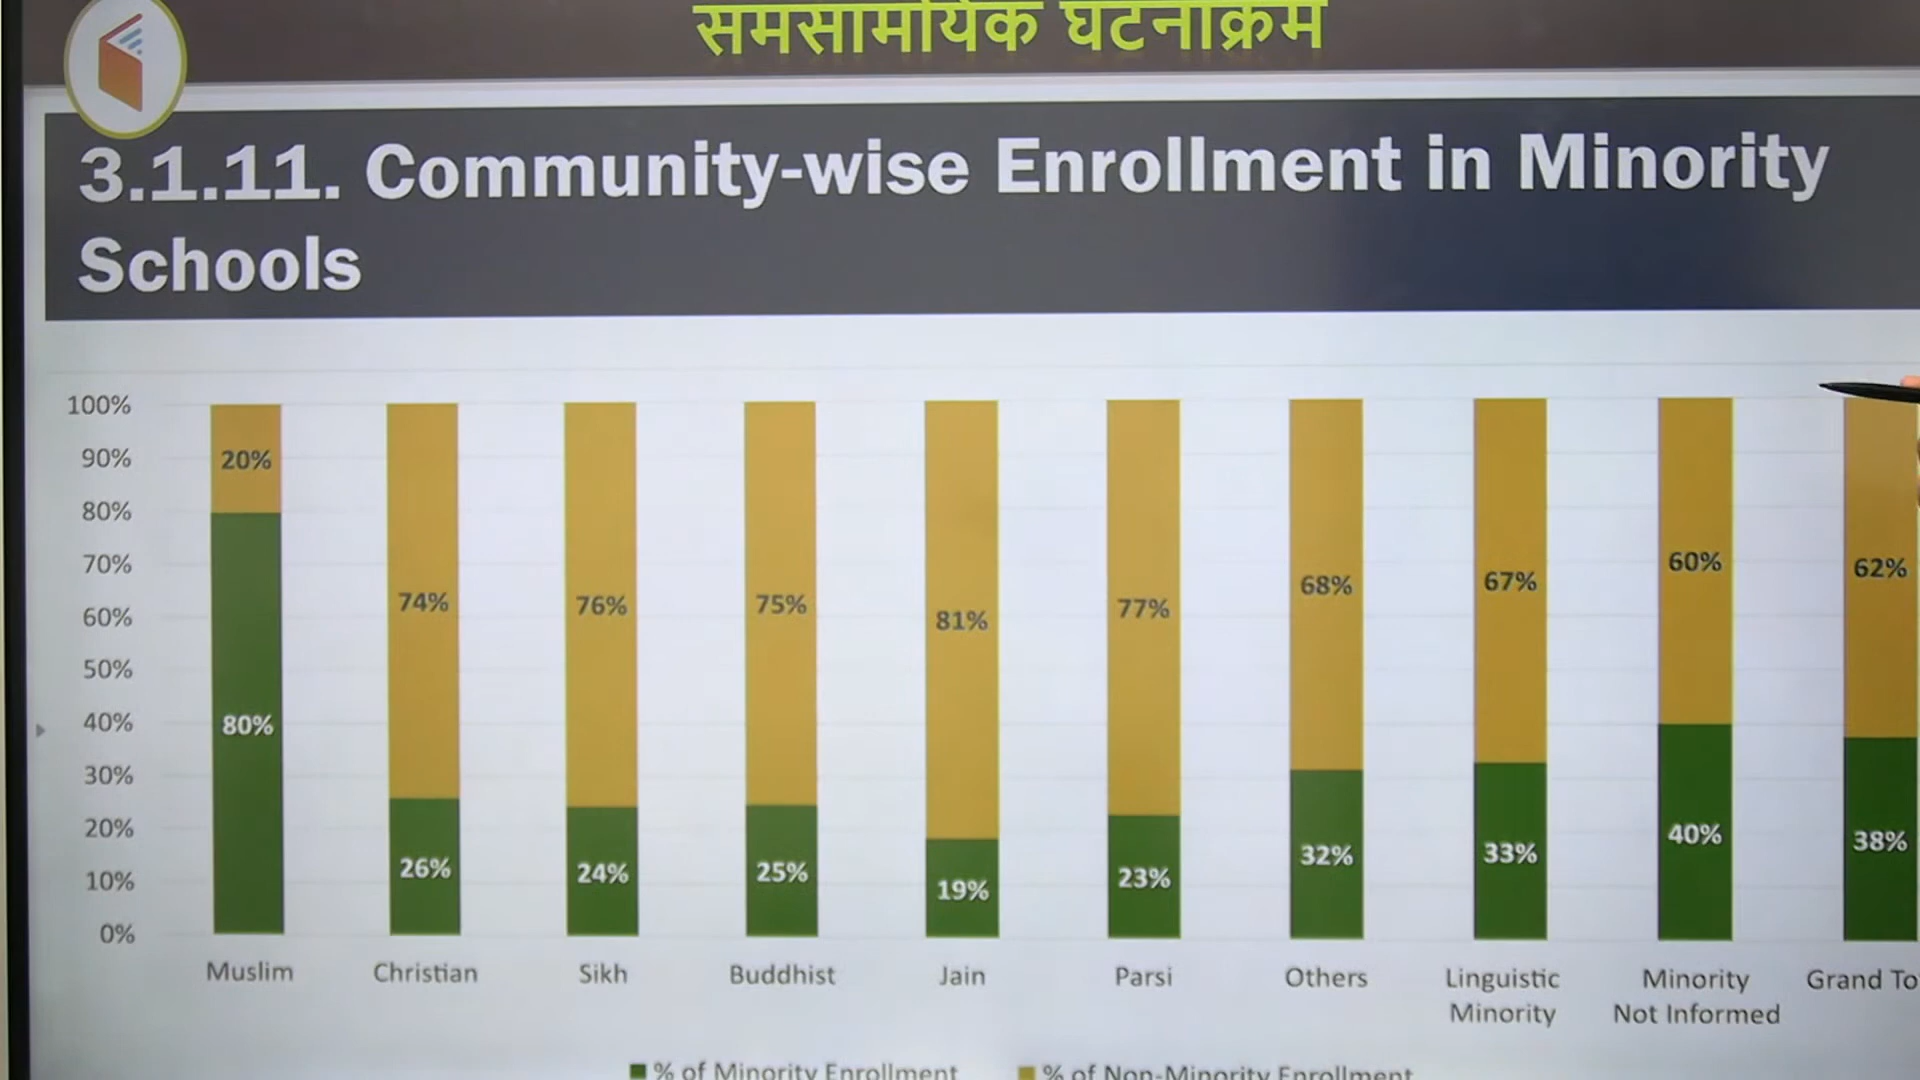 समसामयिक घटनाक्रम
3.1.11. Community-wise Enrollment in Minority
Schools
100%
90%
80%
70%
60%
50%
40%
30%
20%
10%
0%
20%
74%
76%
75%
81%
77%
68%
67%
60%
62%
80%
26%
24%
25%
19%
23%
32%
33%
40%
38%
Muslim
Christian
Sikh
Buddhist
Jain
Parsi
Others
Linguistic
Minority
Minority
Not Informed
Grand To
% of Minority Enrollment
% of Non-Minority Enrollment